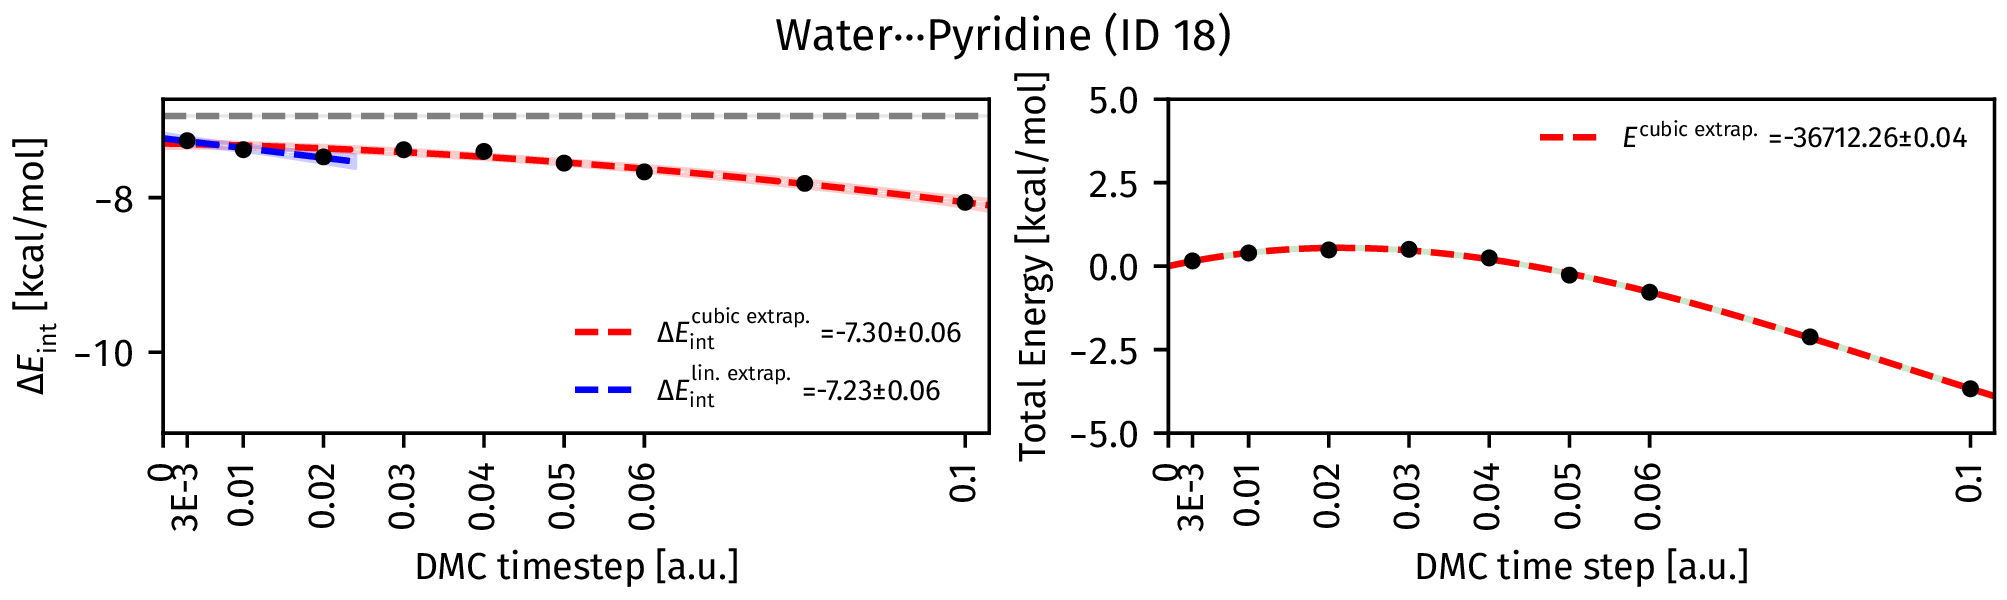 Water···Pyridine (ID 18)
ΔE_int [kcal/mol]
−8
−10
ΔE_int^cubic extrap. =-7.30±0.06
ΔE_int^lin. extrap. =-7.23±0.06
0
3E-3
0.01
0.02
0.03
0.04
0.05
0.06
0.1
DMC timestep [a.u.]
Total Energy [kcal/mol]
5.0
2.5
0.0
−2.5
−5.0
E^cubic extrap. =-36712.26±0.04
0
3E-3
0.01
0.02
0.03
0.04
0.05
0.06
0.1
DMC time step [a.u.]